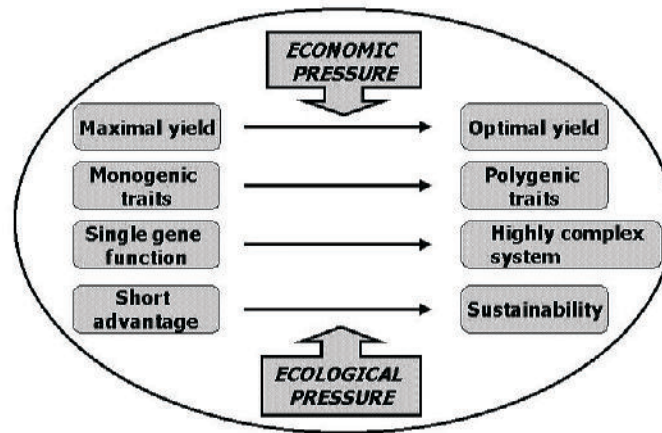 ECONOMIC
PRESSURE
Maximal yield
Optimal yield
Monogenic
traits
Polygenic
traits
Single gene
function
Highly complex
system
Short
advantage
Sustainability
ECOLOGICAL
PRESSURE